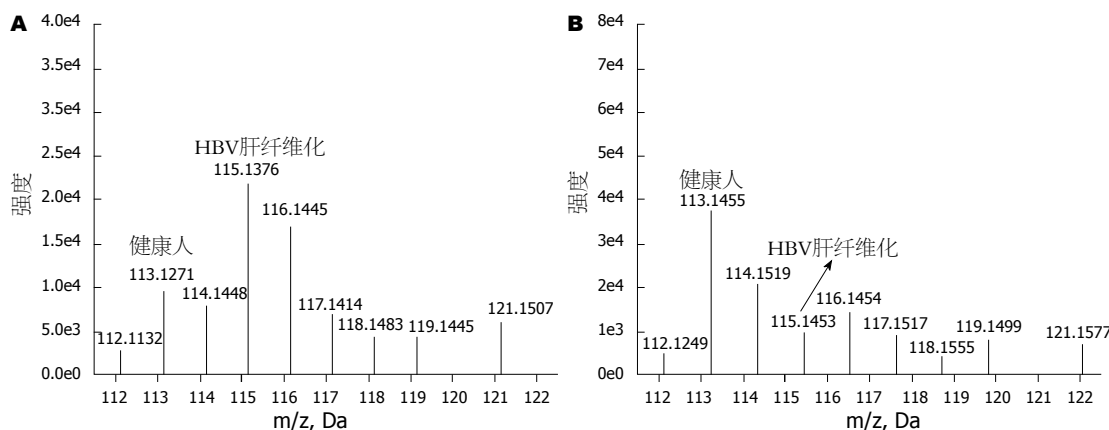 A
4.0e4
3.5e4
3.0e4
2.5e4
2.0e4
1.5e4
1.0e4
5.0e3
0.0e0
强度
HBV肝纤维化
115.1376
116.1445
健康人
113.1271
114.1448
117.1414
121.1507
118.1483
119.1445
112.1132
112 113 114 115 116 117 118 119 120 121 122
m/z, Da
B
8e4
7e4
6e4
5e4
4e4
3e4
2e4
1e3
0e0
强度
健康人
113.1455
HBV肝纤维化
114.1519
116.1454
115.1453
117.1517
119.1499
121.1577
112.1249
118.1555
112 113 114 115 116 117 118 119 120 121 122
m/z, Da